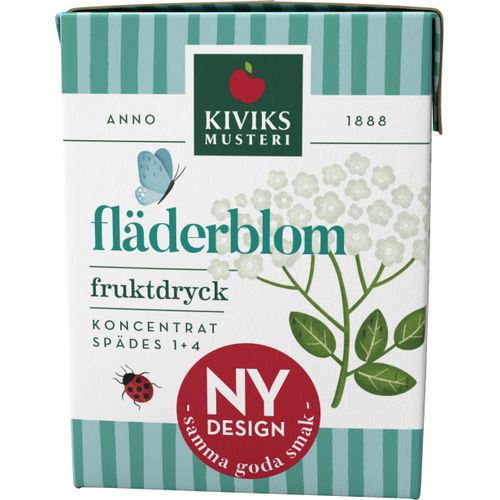 KIVIKS
MUSTERI
ANNO 1888
fläderblom
fruktdryck
KONCENTRAT
SPÄDES 1+4
NY
DESIGN
-samma goda smak-